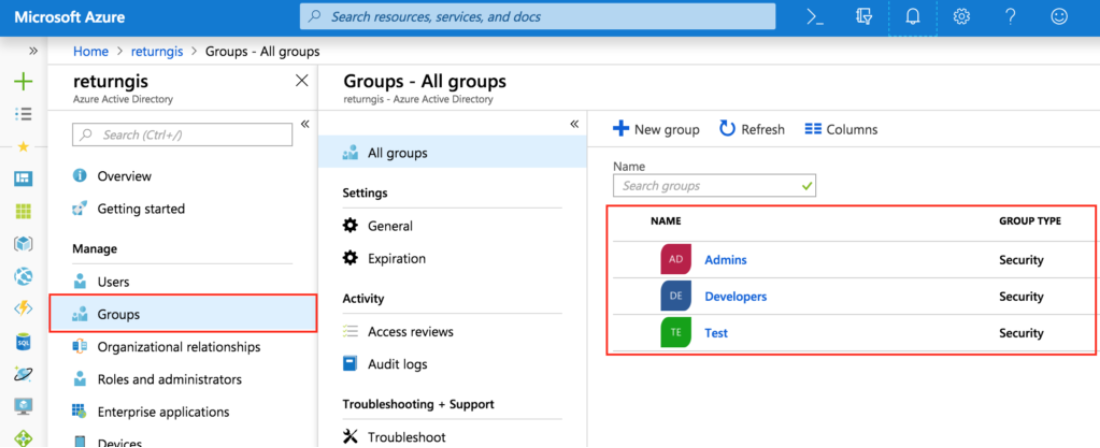 Microsoft Azure
Search resources, services, and docs
Home > returngis > Groups - All groups
returngis
Azure Active Directory
Search (Ctrl+/)
Overview
Getting started
Manage
Users
Groups
Organizational relationships
Roles and administrators
Enterprise applications
Devices
Groups - All groups
returngis - Azure Active Directory
All groups
Settings
General
Expiration
Activity
Access reviews
Audit logs
Troubleshooting + Support
Troubleshoot
New group
Refresh
Columns
Name
Search groups
NAME GROUP TYPE
AD Admins Security
DE Developers Security
TE Test Security
SQL